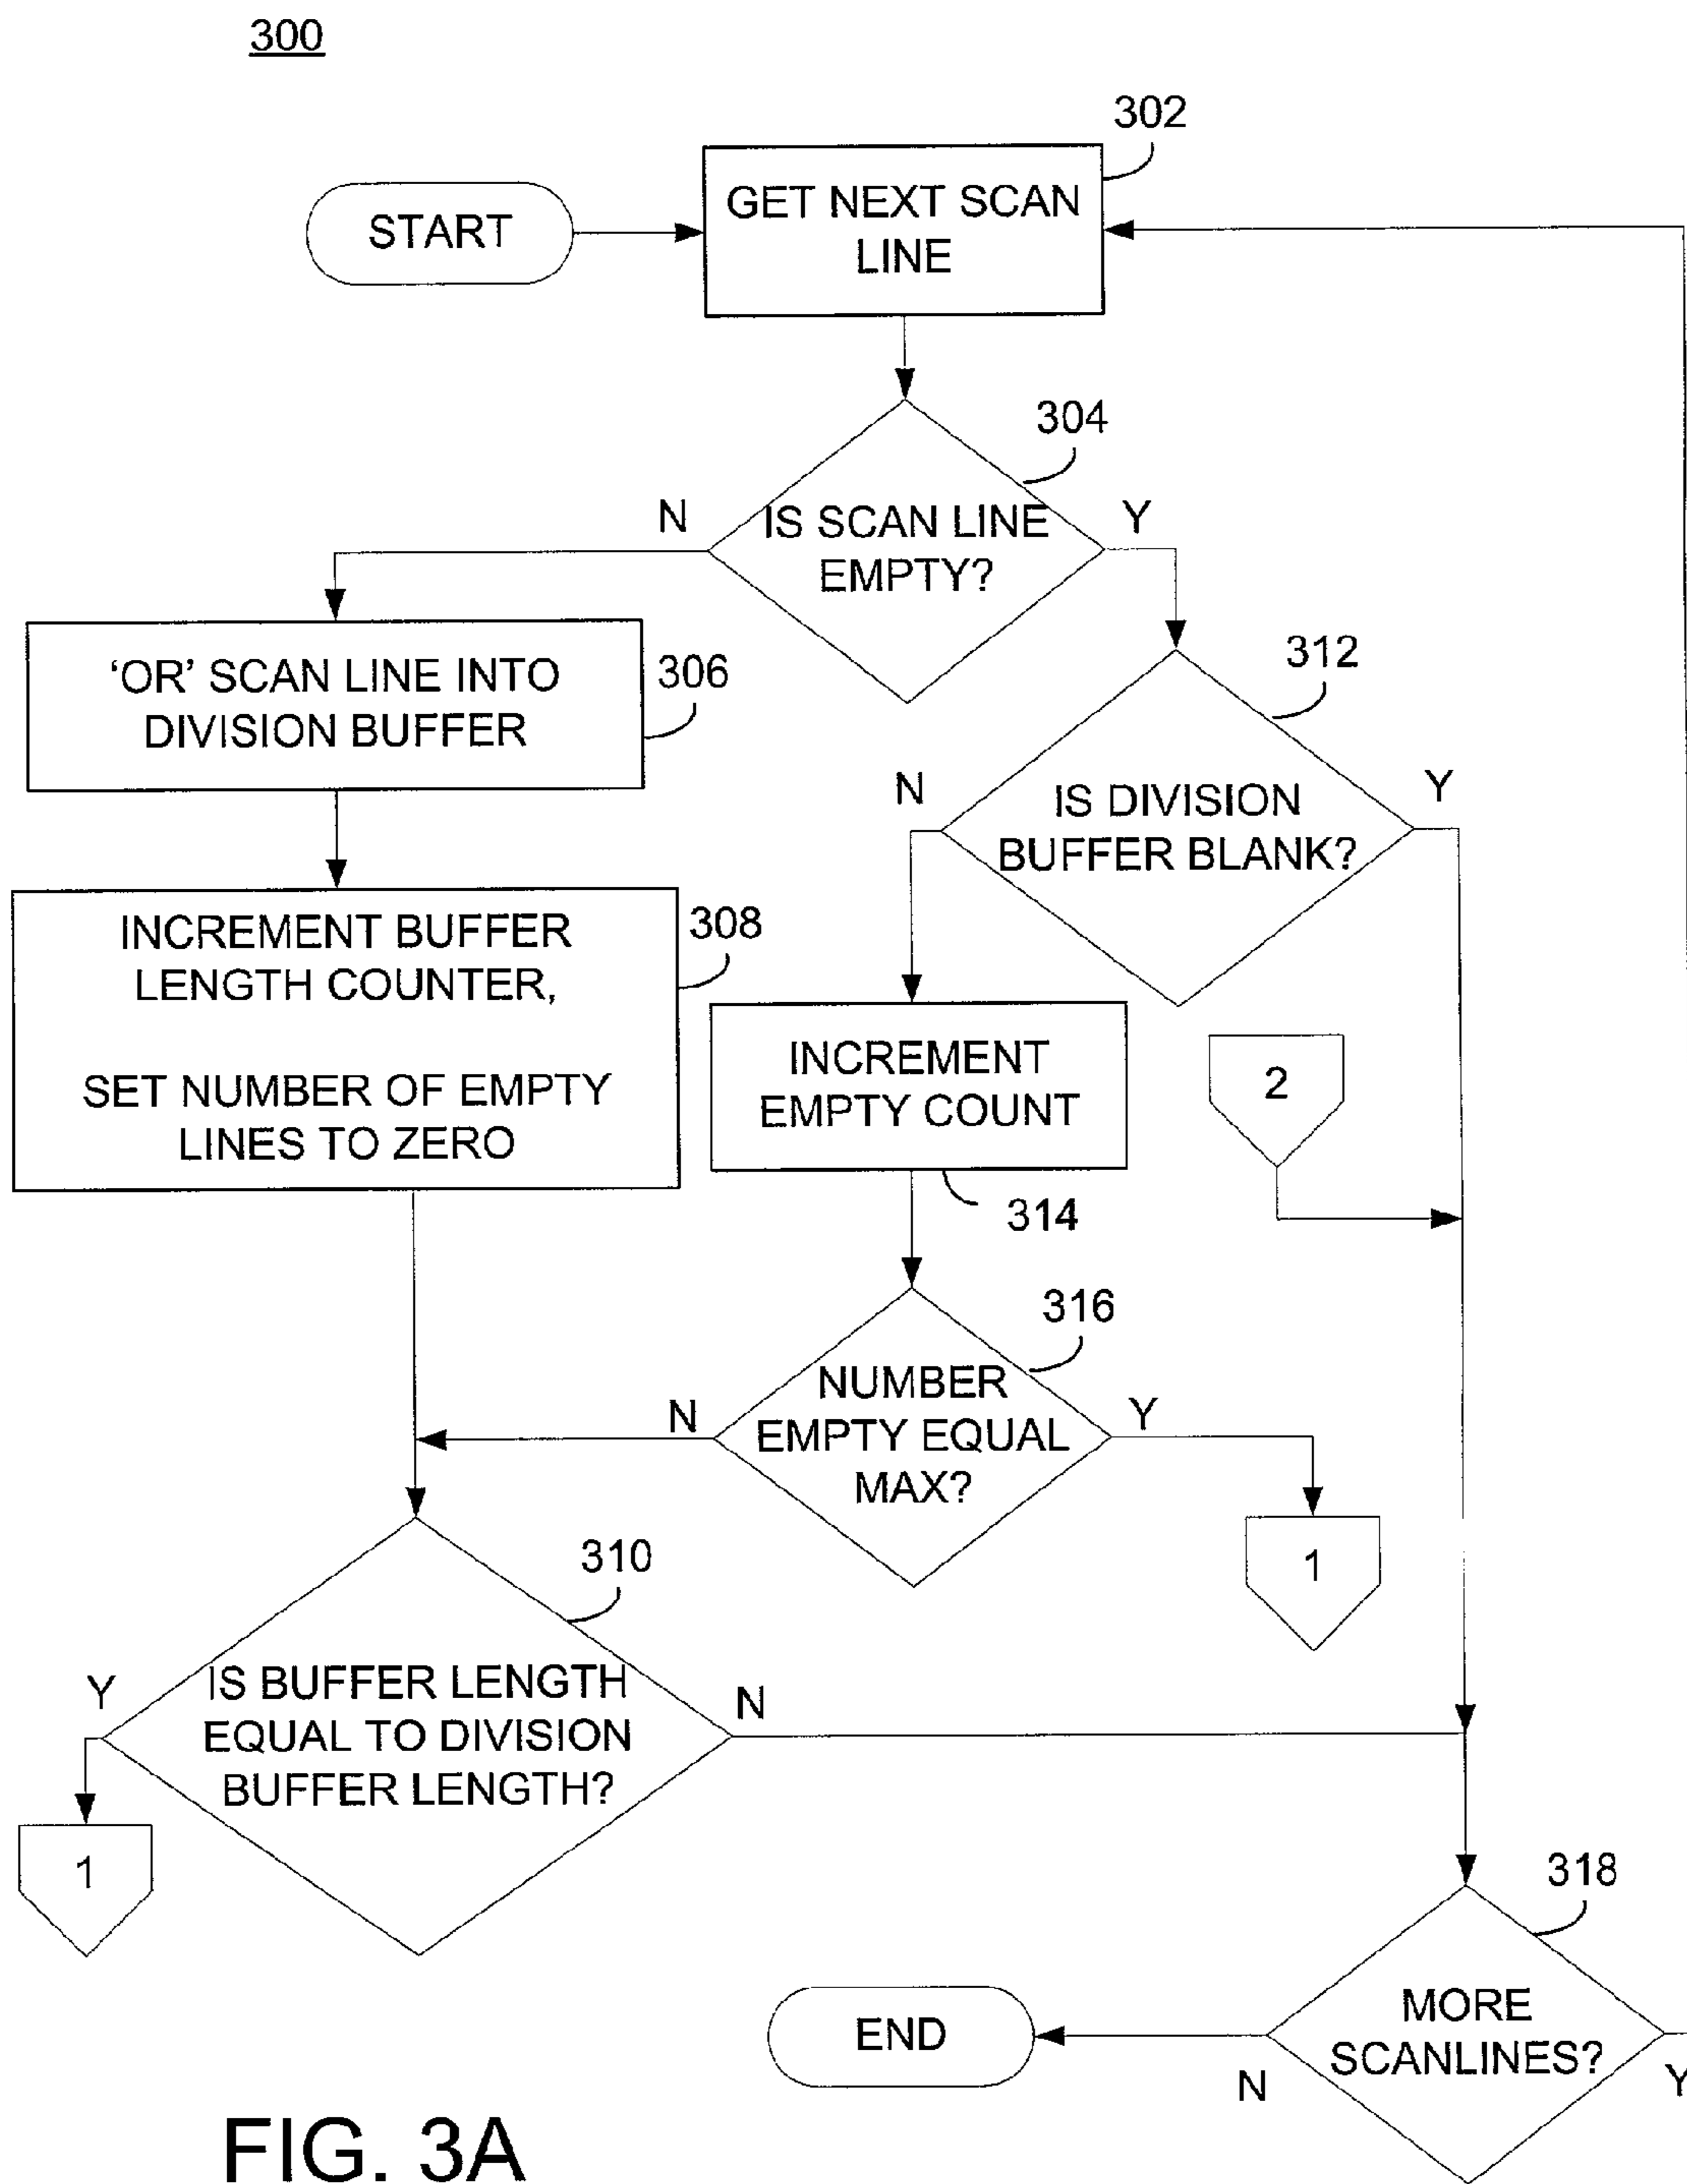 300
302
START
GET NEXT SCAN
LINE
304
N
IS SCAN LINE
EMPTY?
Y
‘OR’ SCAN LINE INTO
DIVISION BUFFER
306
312
N
IS DIVISION
BUFFER BLANK?
Y
INCREMENT BUFFER
LENGTH COUNTER,
SET NUMBER OF EMPTY
LINES TO ZERO
308
INCREMENT
EMPTY COUNT
314
2
316
N
NUMBER
EMPTY EQUAL
MAX?
Y
1
310
Y
IS BUFFER LENGTH
EQUAL TO DIVISION
BUFFER LENGTH?
N
1
318
END
N
MORE
SCANLINES?
Y
FIG. 3A